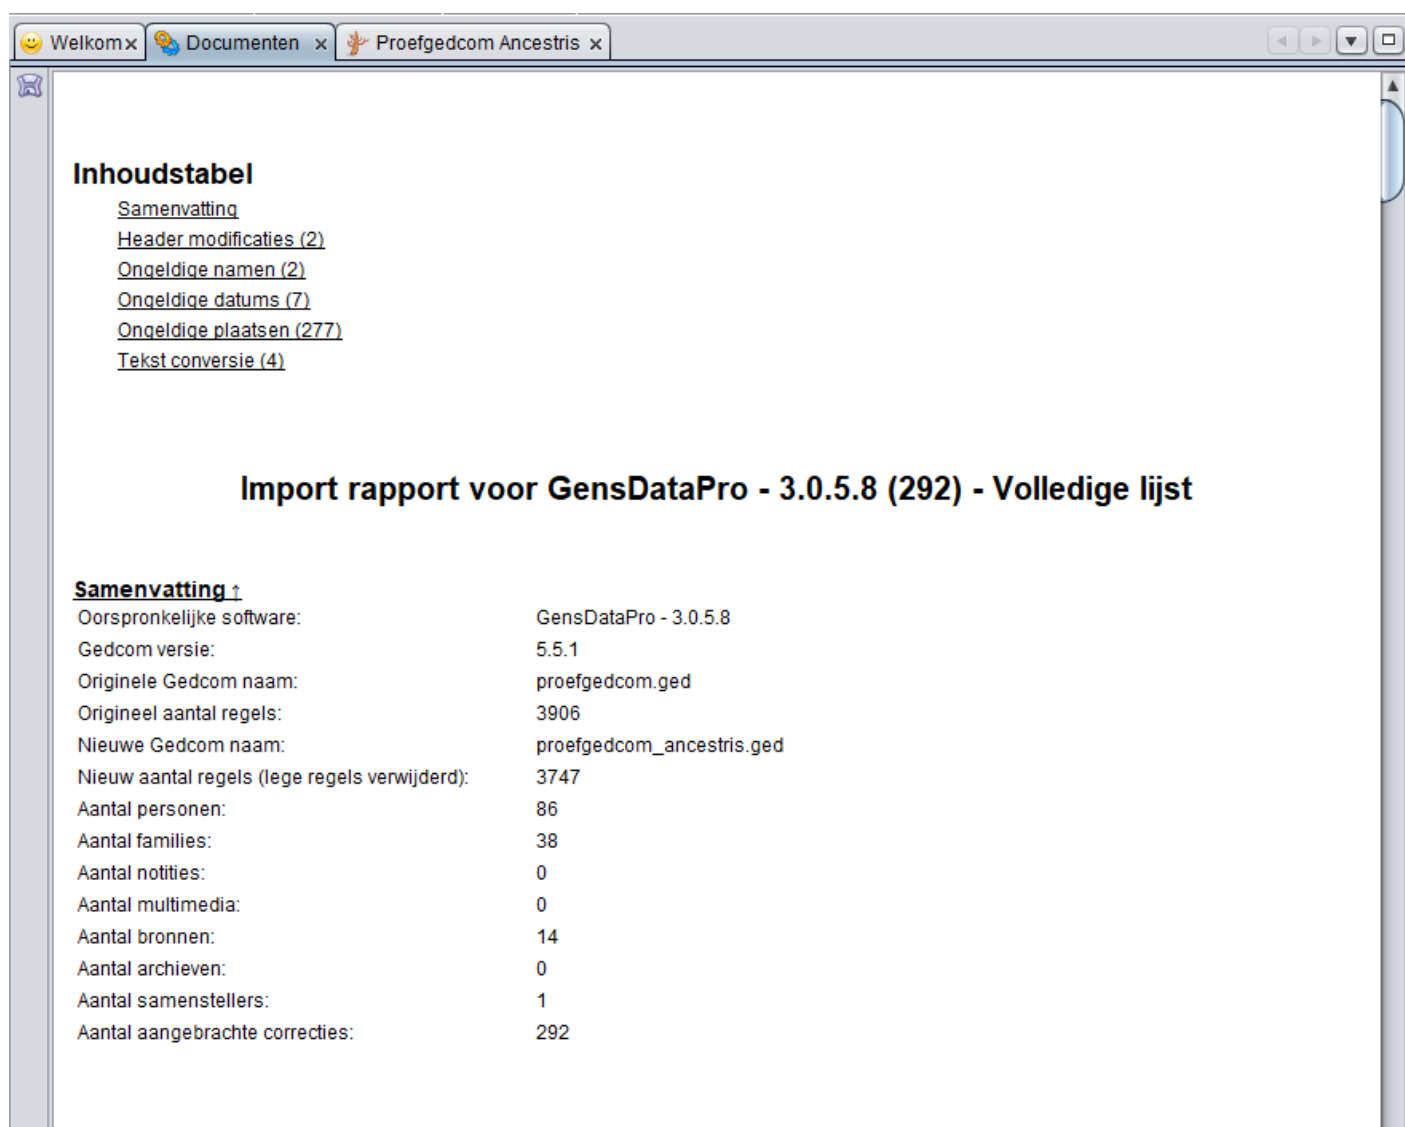 Welkom x Documenten x Proefgedcom Ancestris x
Inhoudstabel
Samenvatting
Header modificaties (2)
Ongeldige namen (2)
Ongeldige datums (7)
Ongeldige plaatsen (277)
Tekst conversie (4)
Import rapport voor GensDataPro - 3.0.5.8 (292) - Volledige lijst
Samenvatting ↑
Oorspronkelijke software: GensDataPro - 3.0.5.8
Gedcom versie: 5.5.1
Originele Gedcom naam: proefgedcom.ged
Origineel aantal regels: 3906
Nieuwe Gedcom naam: proefgedcom_ancestris.ged
Nieuw aantal regels (lege regels verwijderd): 3747
Aantal personen: 86
Aantal families: 38
Aantal notities: 0
Aantal multimedia: 0
Aantal bronnen: 14
Aantal archieven: 0
Aantal samenstellers: 1
Aantal aangebrachte correcties: 292